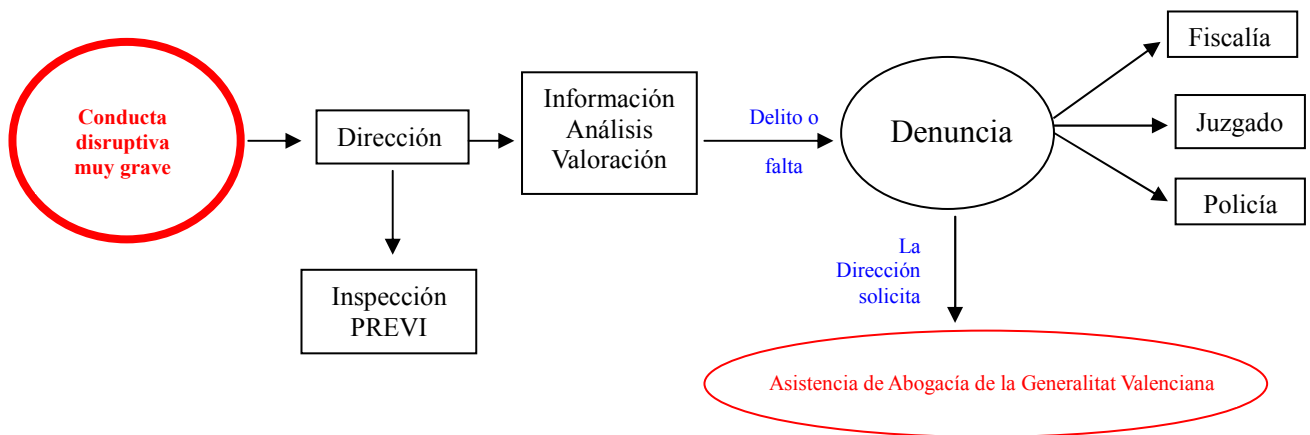 Conducta
disruptiva
muy grave
Dirección
Inspección
PREVI
Información
Análisis
Valoración
Delito o
falta
Denuncia
Fiscalía
Juzgado
Policía
La
Dirección
solicita
Asistencia de Abogacía de la Generalitat Valenciana